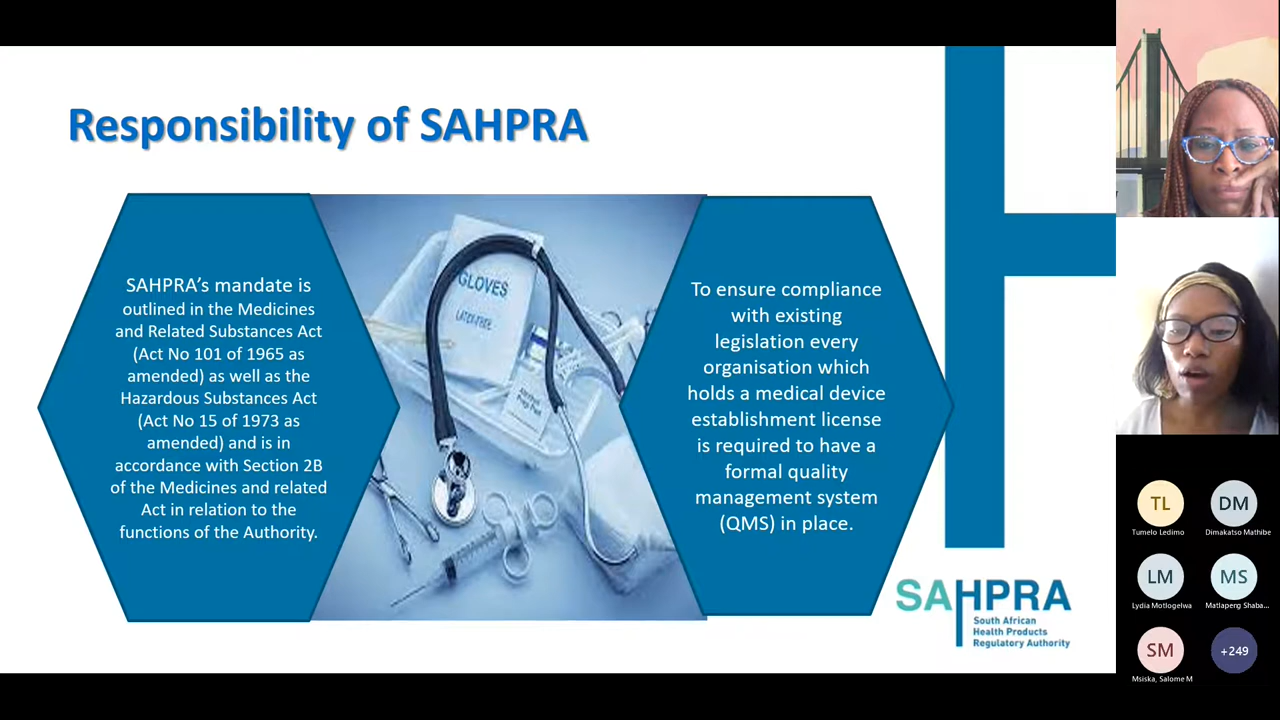 Responsibility of SAHPRA
SAHPRA’s mandate is
outlined in the Medicines
and Related Substances Act
(Act No 101 of 1965 as
amended) as well as the
Hazardous Substances Act
(Act No 15 of 1973 as
amended) and is in
accordance with Section 2B
of the Medicines and related
Act in relation to the
functions of the Authority.
GLOVES
LATEX-FREE
To ensure compliance
with existing
legislation every
organisation which
holds a medical device
establishment license
is required to have a
formal quality
management system
(QMS) in place.
SAHPRA
South African
Health Products
Regulatory Authority
TL
Tumelo Ledimo
DM
Dimakatso Mathibe
LM
Lydia Motlogelwa
MS
Matlapeng Shaba...
SM
Msiska, Salome M
+249